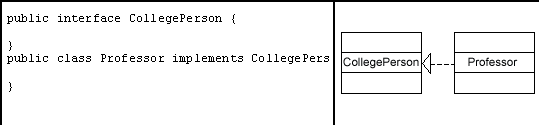 public interface CollegePerson {
}
public class Professor implements CollegePers
}
CollegePerson
Professor